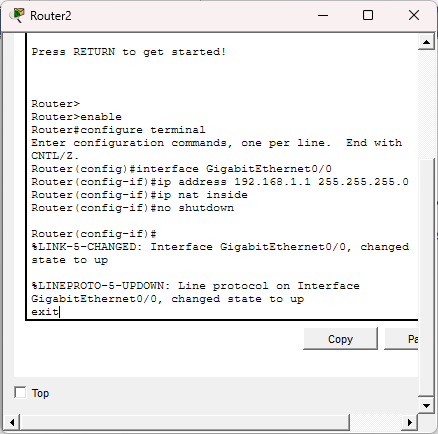 Router2
Press RETURN to get started!
Router>
Router>enable
Router#configure terminal
Enter configuration commands, one per line.  End with
CNTL/Z.
Router(config)#interface GigabitEthernet0/0
Router(config-if)#ip address 192.168.1.1 255.255.255.0
Router(config-if)#ip nat inside
Router(config-if)#no shutdown
Router(config-if)#
%LINK-5-CHANGED: Interface GigabitEthernet0/0, changed
state to up
%LINEPROTO-5-UPDOWN: Line protocol on Interface
GigabitEthernet0/0, changed state to up
exit
Copy
Top